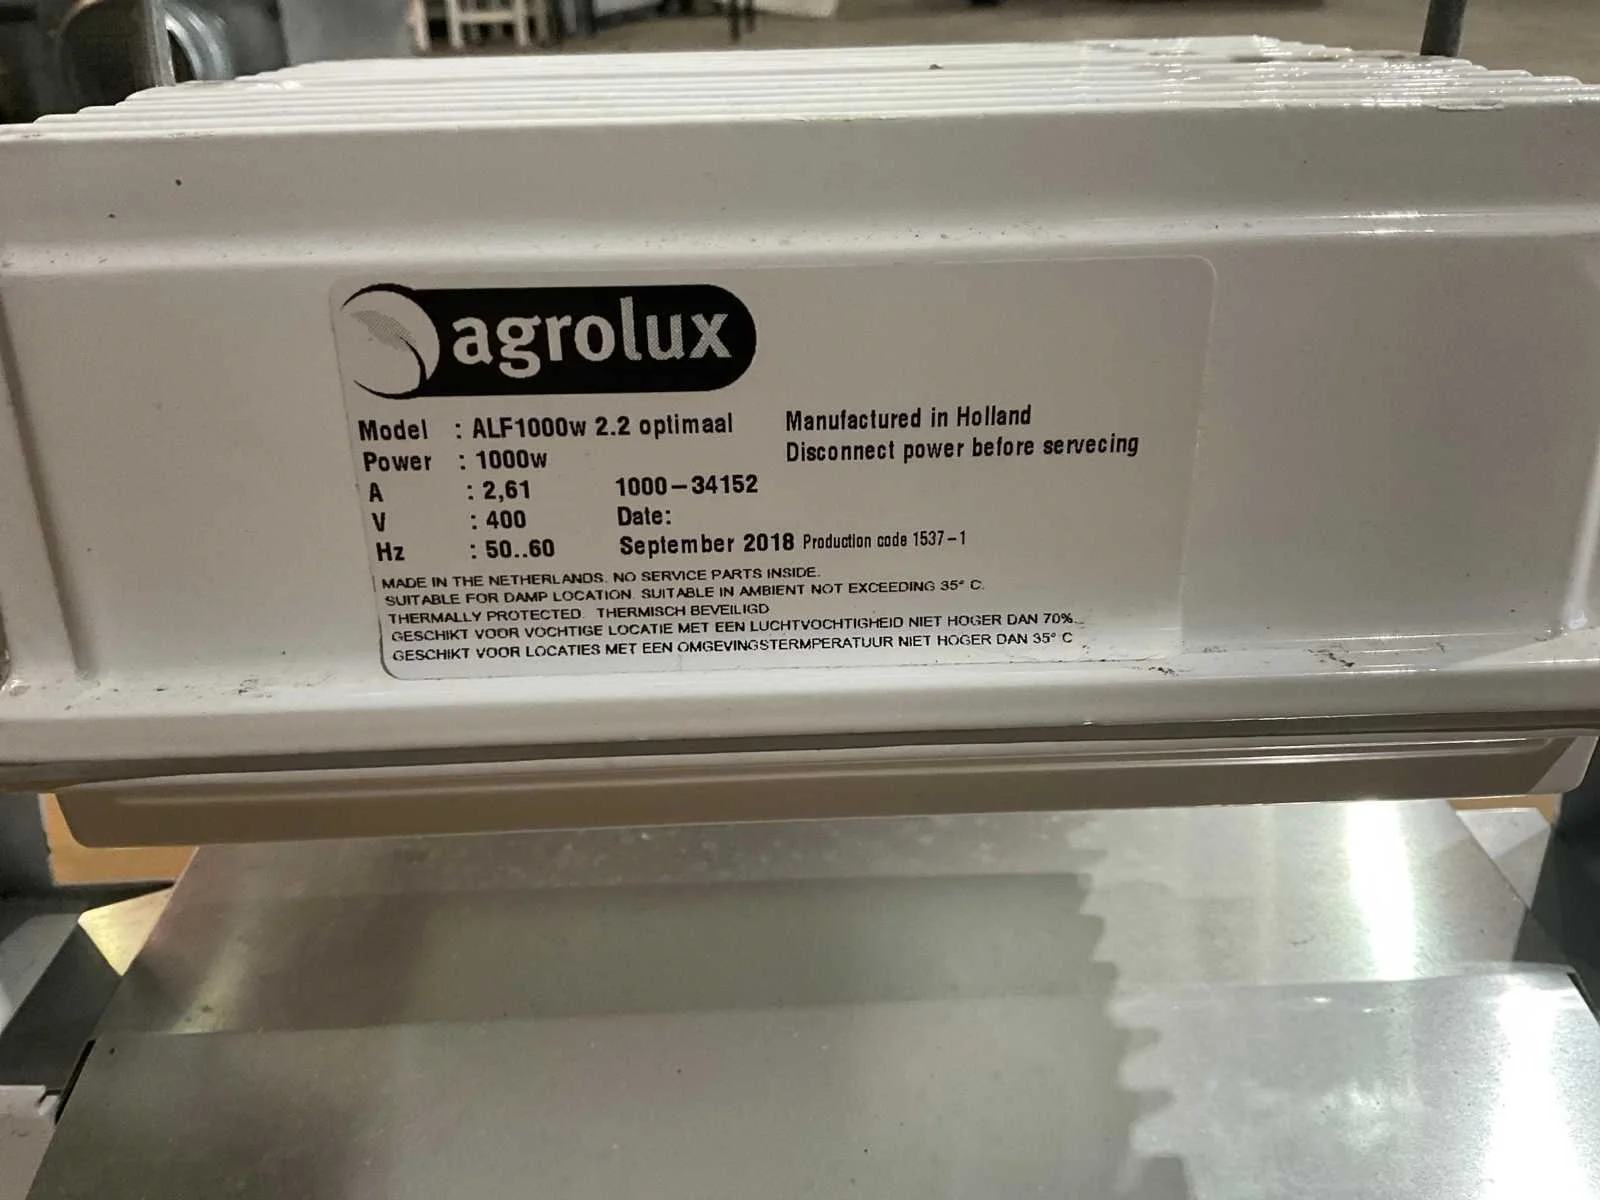 agrolux
Model : ALF1000w 2.2 optimaal
Power : 1000w
A : 2,61
V : 400
Hz : 50..60
1000-34152
Date:
September 2018 Production code 1537-1
Manufactured in Holland
Disconnect power before servecing
MADE IN THE NETHERLANDS. NO SERVICE PARTS INSIDE.
SUITABLE FOR DAMP LOCATION. SUITABLE IN AMBIENT NOT EXCEEDING 35° C.
THERMALLY PROTECTED. THERMISCH BEVEILIGD
GESCHIKT VOOR VOCHTIGE LOCATIE MET EEN LUCHTVOCHTIGHEID NIET HOGER DAN 70%.
GESCHIKT VOOR LOCATIES MET EEN OMGEVINGSTERMPERATUUR NIET HOGER DAN 35° C